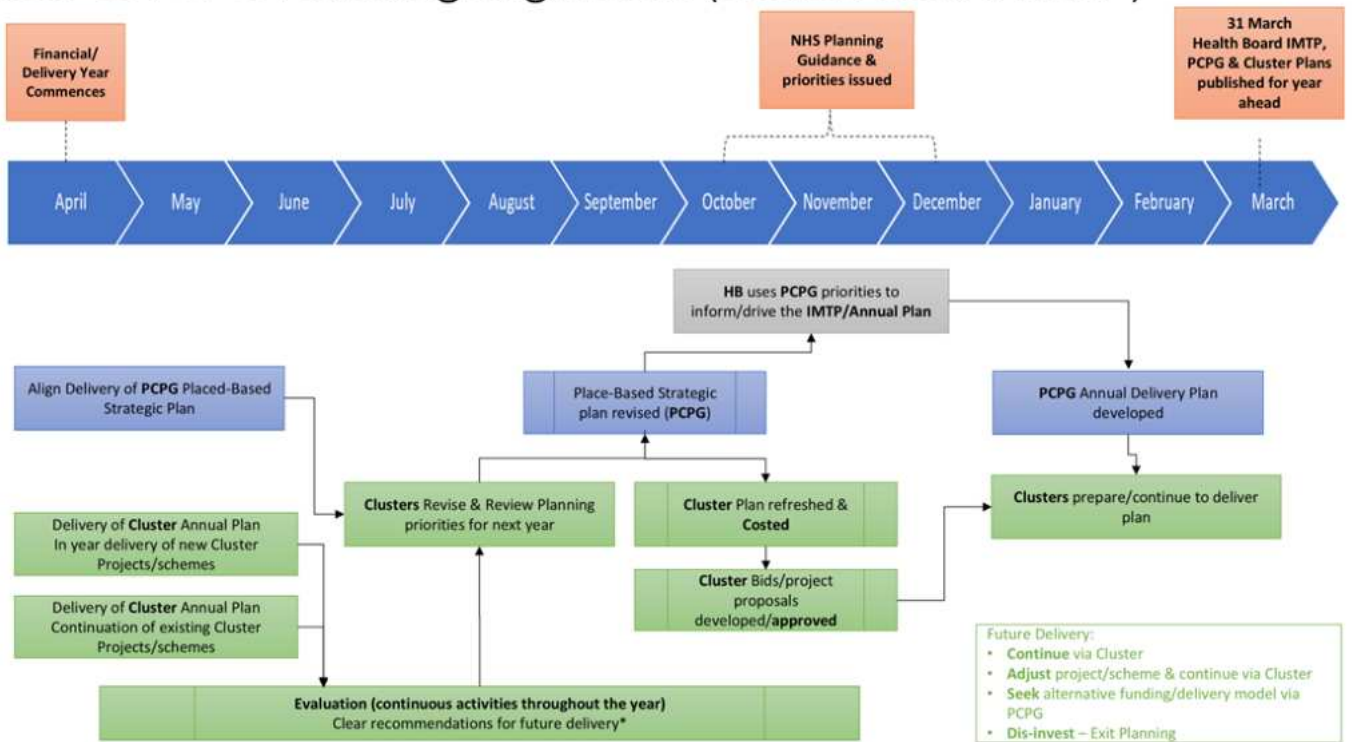 Financial/
Delivery Year
Commences
NHS Planning
Guidance &
priorities issued
31 March
Health Board IMTP,
PCPG & Cluster Plans
published for year
ahead
April
May
June
July
August
September
October
November
December
January
February
March
HB uses PCPG priorities to
inform/drive the IMTP/Annual Plan
Align Delivery of PCPG Placed-Based
Strategic Plan
Place-Based Strategic
plan revised (PCPG)
PCPG Annual Delivery Plan
developed
Clusters Revise & Review Planning
priorities for next year
Cluster Plan refreshed &
Costed
Clusters prepare/continue to deliver
plan
Delivery of Cluster Annual Plan
In year delivery of new Cluster
Projects/schemes
Cluster Bids/project
proposals
developed/approved
Delivery of Cluster Annual Plan
Continuation of existing Cluster
Projects/schemes
Evaluation (continuous activities throughout the year)
Clear recommendations for future delivery*
Future Delivery:
• Continue via Cluster
• Adjust project/scheme & continue via Cluster
• Seek alternative funding/delivery model via
PCPG
• Dis-invest – Exit Planning